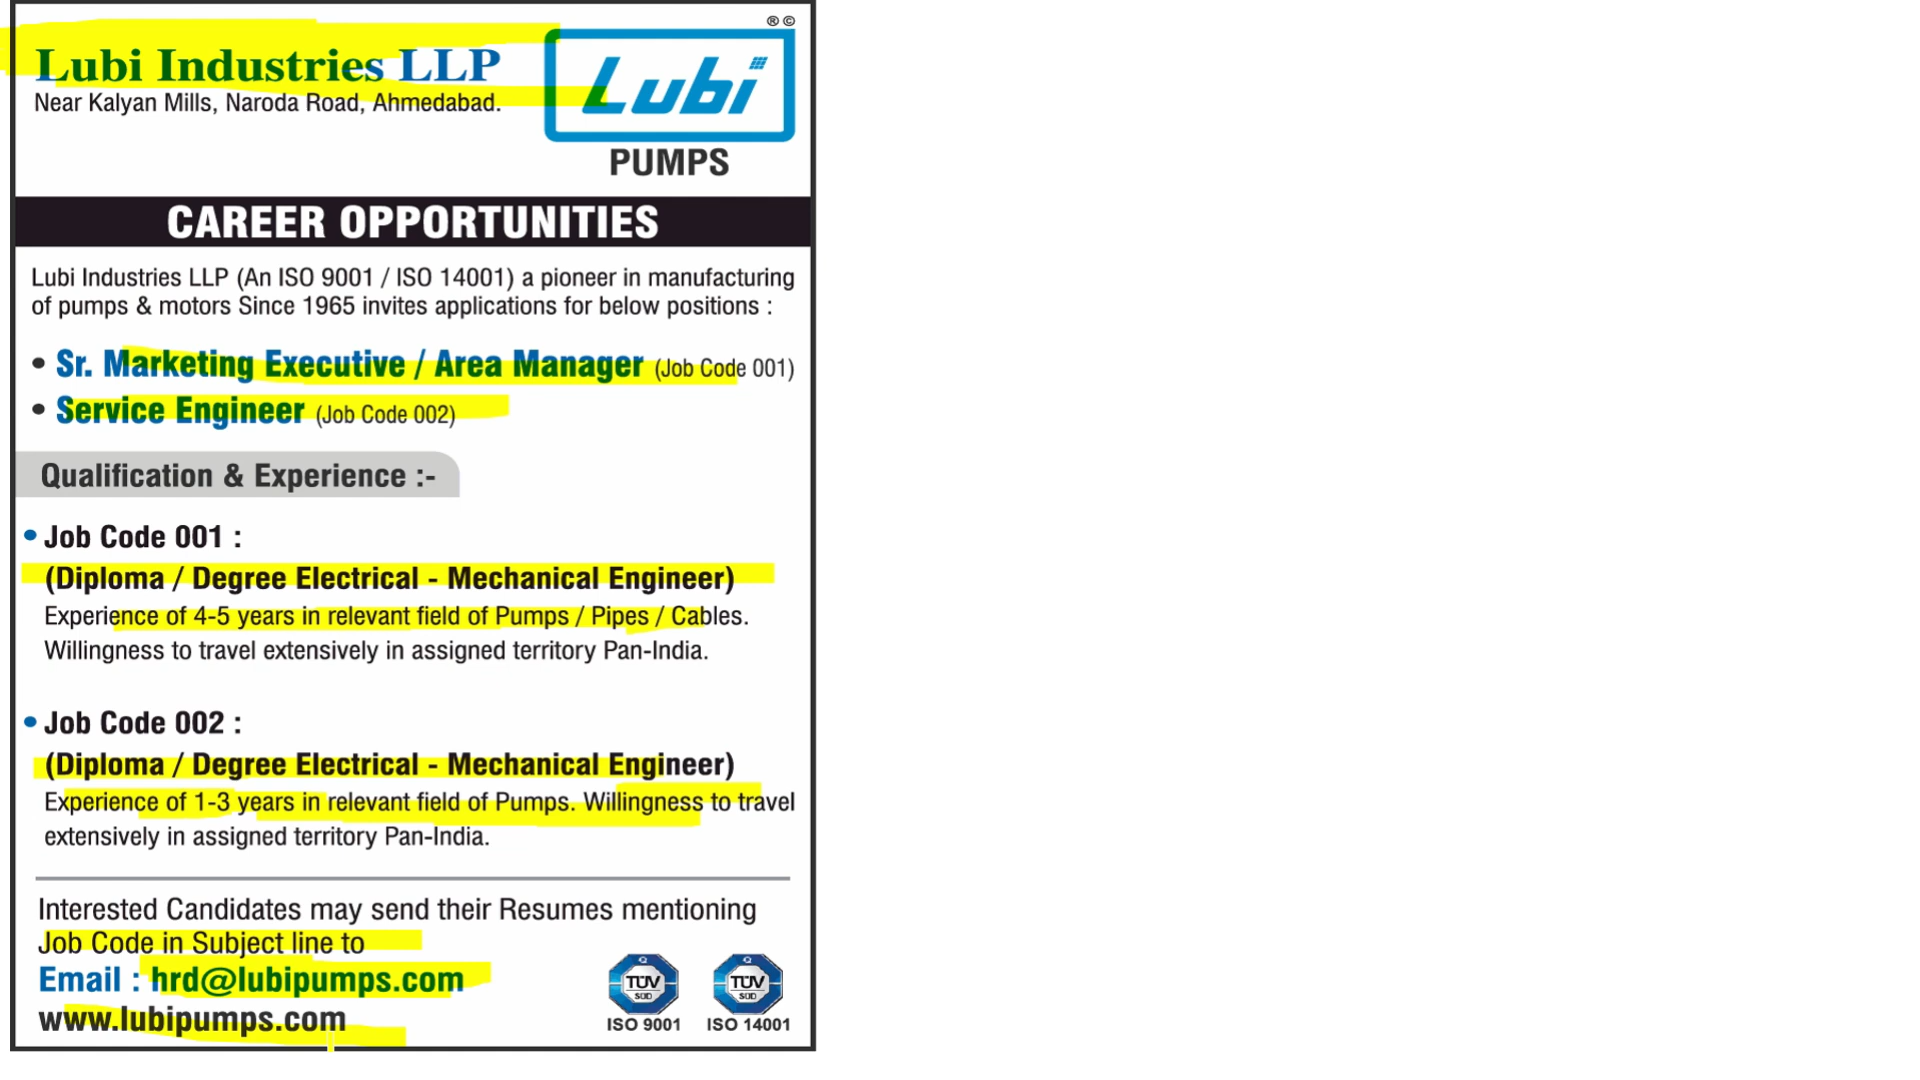 ® ©
Lubi Industries LLP
Near Kalyan Mills, Naroda Road, Ahmedabad.
Lubi
PUMPS
CAREER OPPORTUNITIES
Lubi Industries LLP (An ISO 9001 / ISO 14001) a pioneer in manufacturing
of pumps & motors Since 1965 invites applications for below positions :
• Sr. Marketing Executive / Area Manager (Job Code 001)
• Service Engineer (Job Code 002)
Qualification & Experience :-
• Job Code 001 :
(Diploma / Degree Electrical - Mechanical Engineer)
Experience of 4-5 years in relevant field of Pumps / Pipes / Cables.
Willingness to travel extensively in assigned territory Pan-India.
• Job Code 002 :
(Diploma / Degree Electrical - Mechanical Engineer)
Experience of 1-3 years in relevant field of Pumps. Willingness to travel
extensively in assigned territory Pan-India.
Interested Candidates may send their Resumes mentioning
Job Code in Subject line to
Email : hrd@lubipumps.com
www.lubipumps.com
TÜV
SÜD
ISO 9001
TÜV
SÜD
ISO 14001